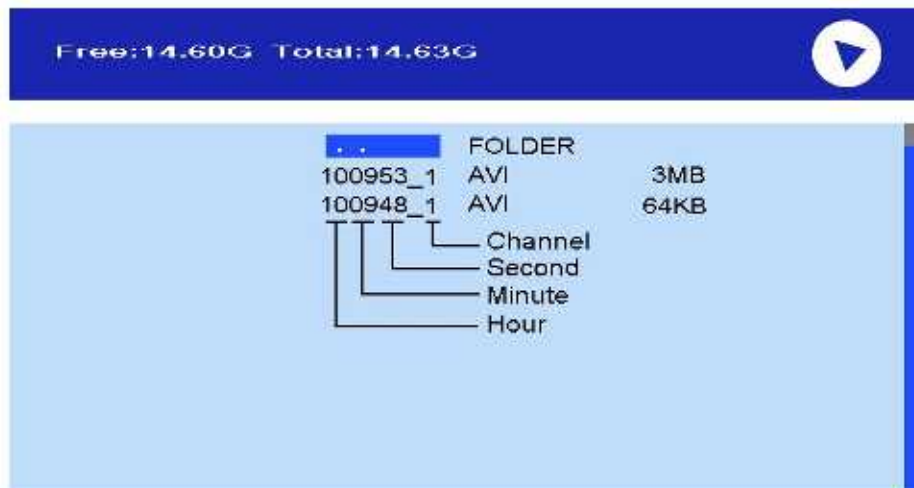 Free:14.60G Total:14.63G
. . FOLDER
100953_1 AVI 3MB
100948_1 AVI 64KB
Channel
Second
Minute
Hour